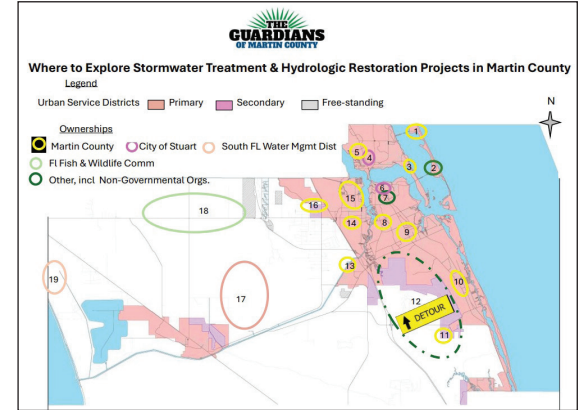 THE
GUARDIANS
OF MARTIN COUNTY
Where to Explore Stormwater Treatment & Hydrologic Restoration Projects in Martin County
Legend
Urban Service Districts Primary Secondary Free-standing
N
Ownerships
Martin County City of Stuart South FL Water Mgmt Dist
Fl Fish & Wildlife Comm
Other, incl Non-Governmental Orgs.
1
5
4
3
2
6
7
15
16
18
14
8
9
13
10
19
17
12
DETOUR
11